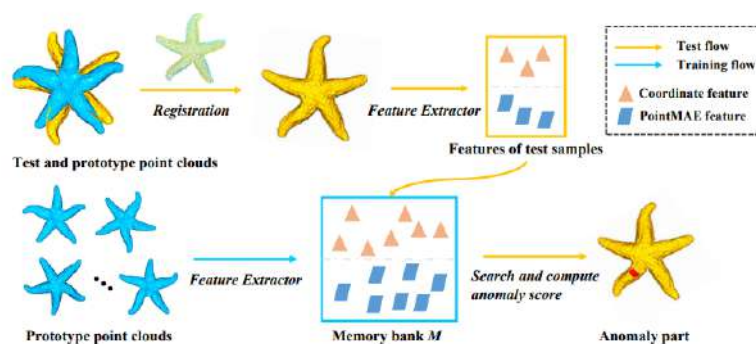 Test flow
Training flow
Coordinate feature
PointMAE feature
Registration
Feature Extractor
Test and prototype point clouds
Features of test samples
Feature Extractor
Search and compute
anomaly score
Prototype point clouds
Memory bank M
Anomaly part